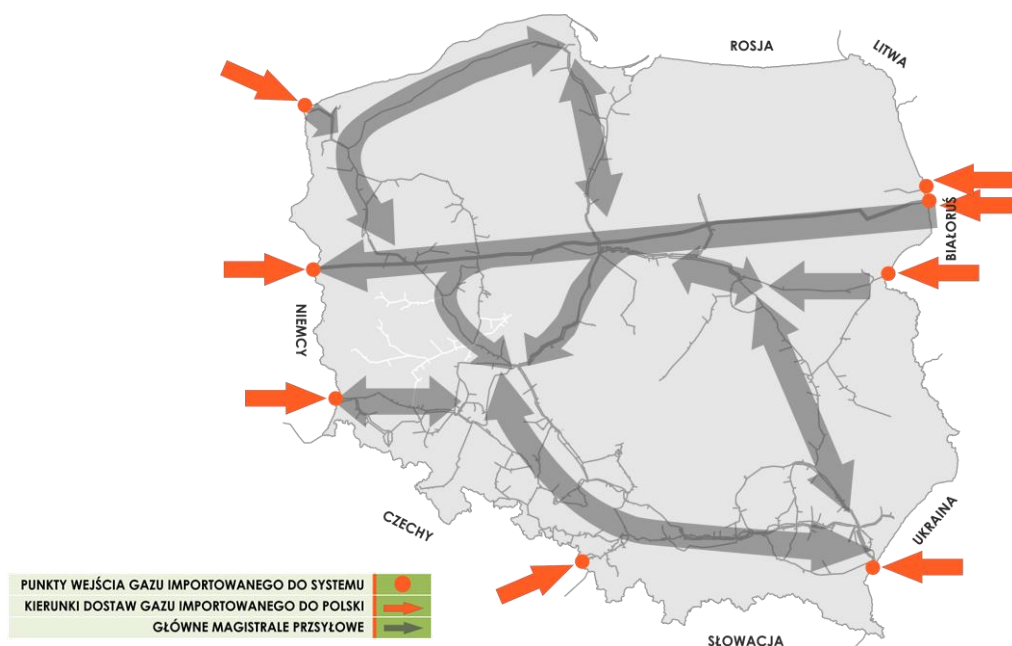 ROSJA
LITWA
BIAŁORUŚ
NIEMCY
CZECHY
UKRAINA
SŁOWACJA
PUNKTY WEJŚCIA GAZU IMPORTOWANEGO DO SYSTEMU
KIERUNKI DOSTAW GAZU IMPORTOWANEGO DO POLSKI
GŁÓWNE MAGISTRALE PRZSYŁOWE